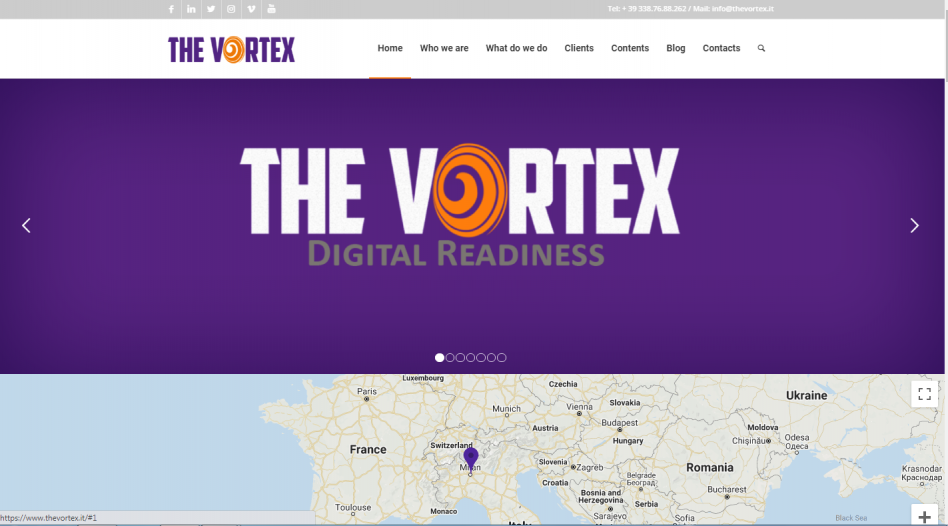 Tel: + 39 338.76.88.262 / Mail: info@thevortex.it
THE VORTEX
Home Who we are What do we do Clients Contents Blog Contacts
THE VORTEX
DIGITAL READINESS
Luxembourg
Paris
Czechia
Ukraine
Slovakia
Munich
Vienna
Budapest
Austria
Moldova
Hungary
Chișinău
Odesa
Одеса
France
Switzerland
Slovenia
Zagreb
Romania
Milan
Krasnodar
Краснодар
Croatia
Belgrade
Београд
Bucharest
Bosnia and
Herzegovina
Serbia
Toulouse
Monaco
Sarajevo
Sofia
Black Sea
Italy
https://www.thevortex.it/#1